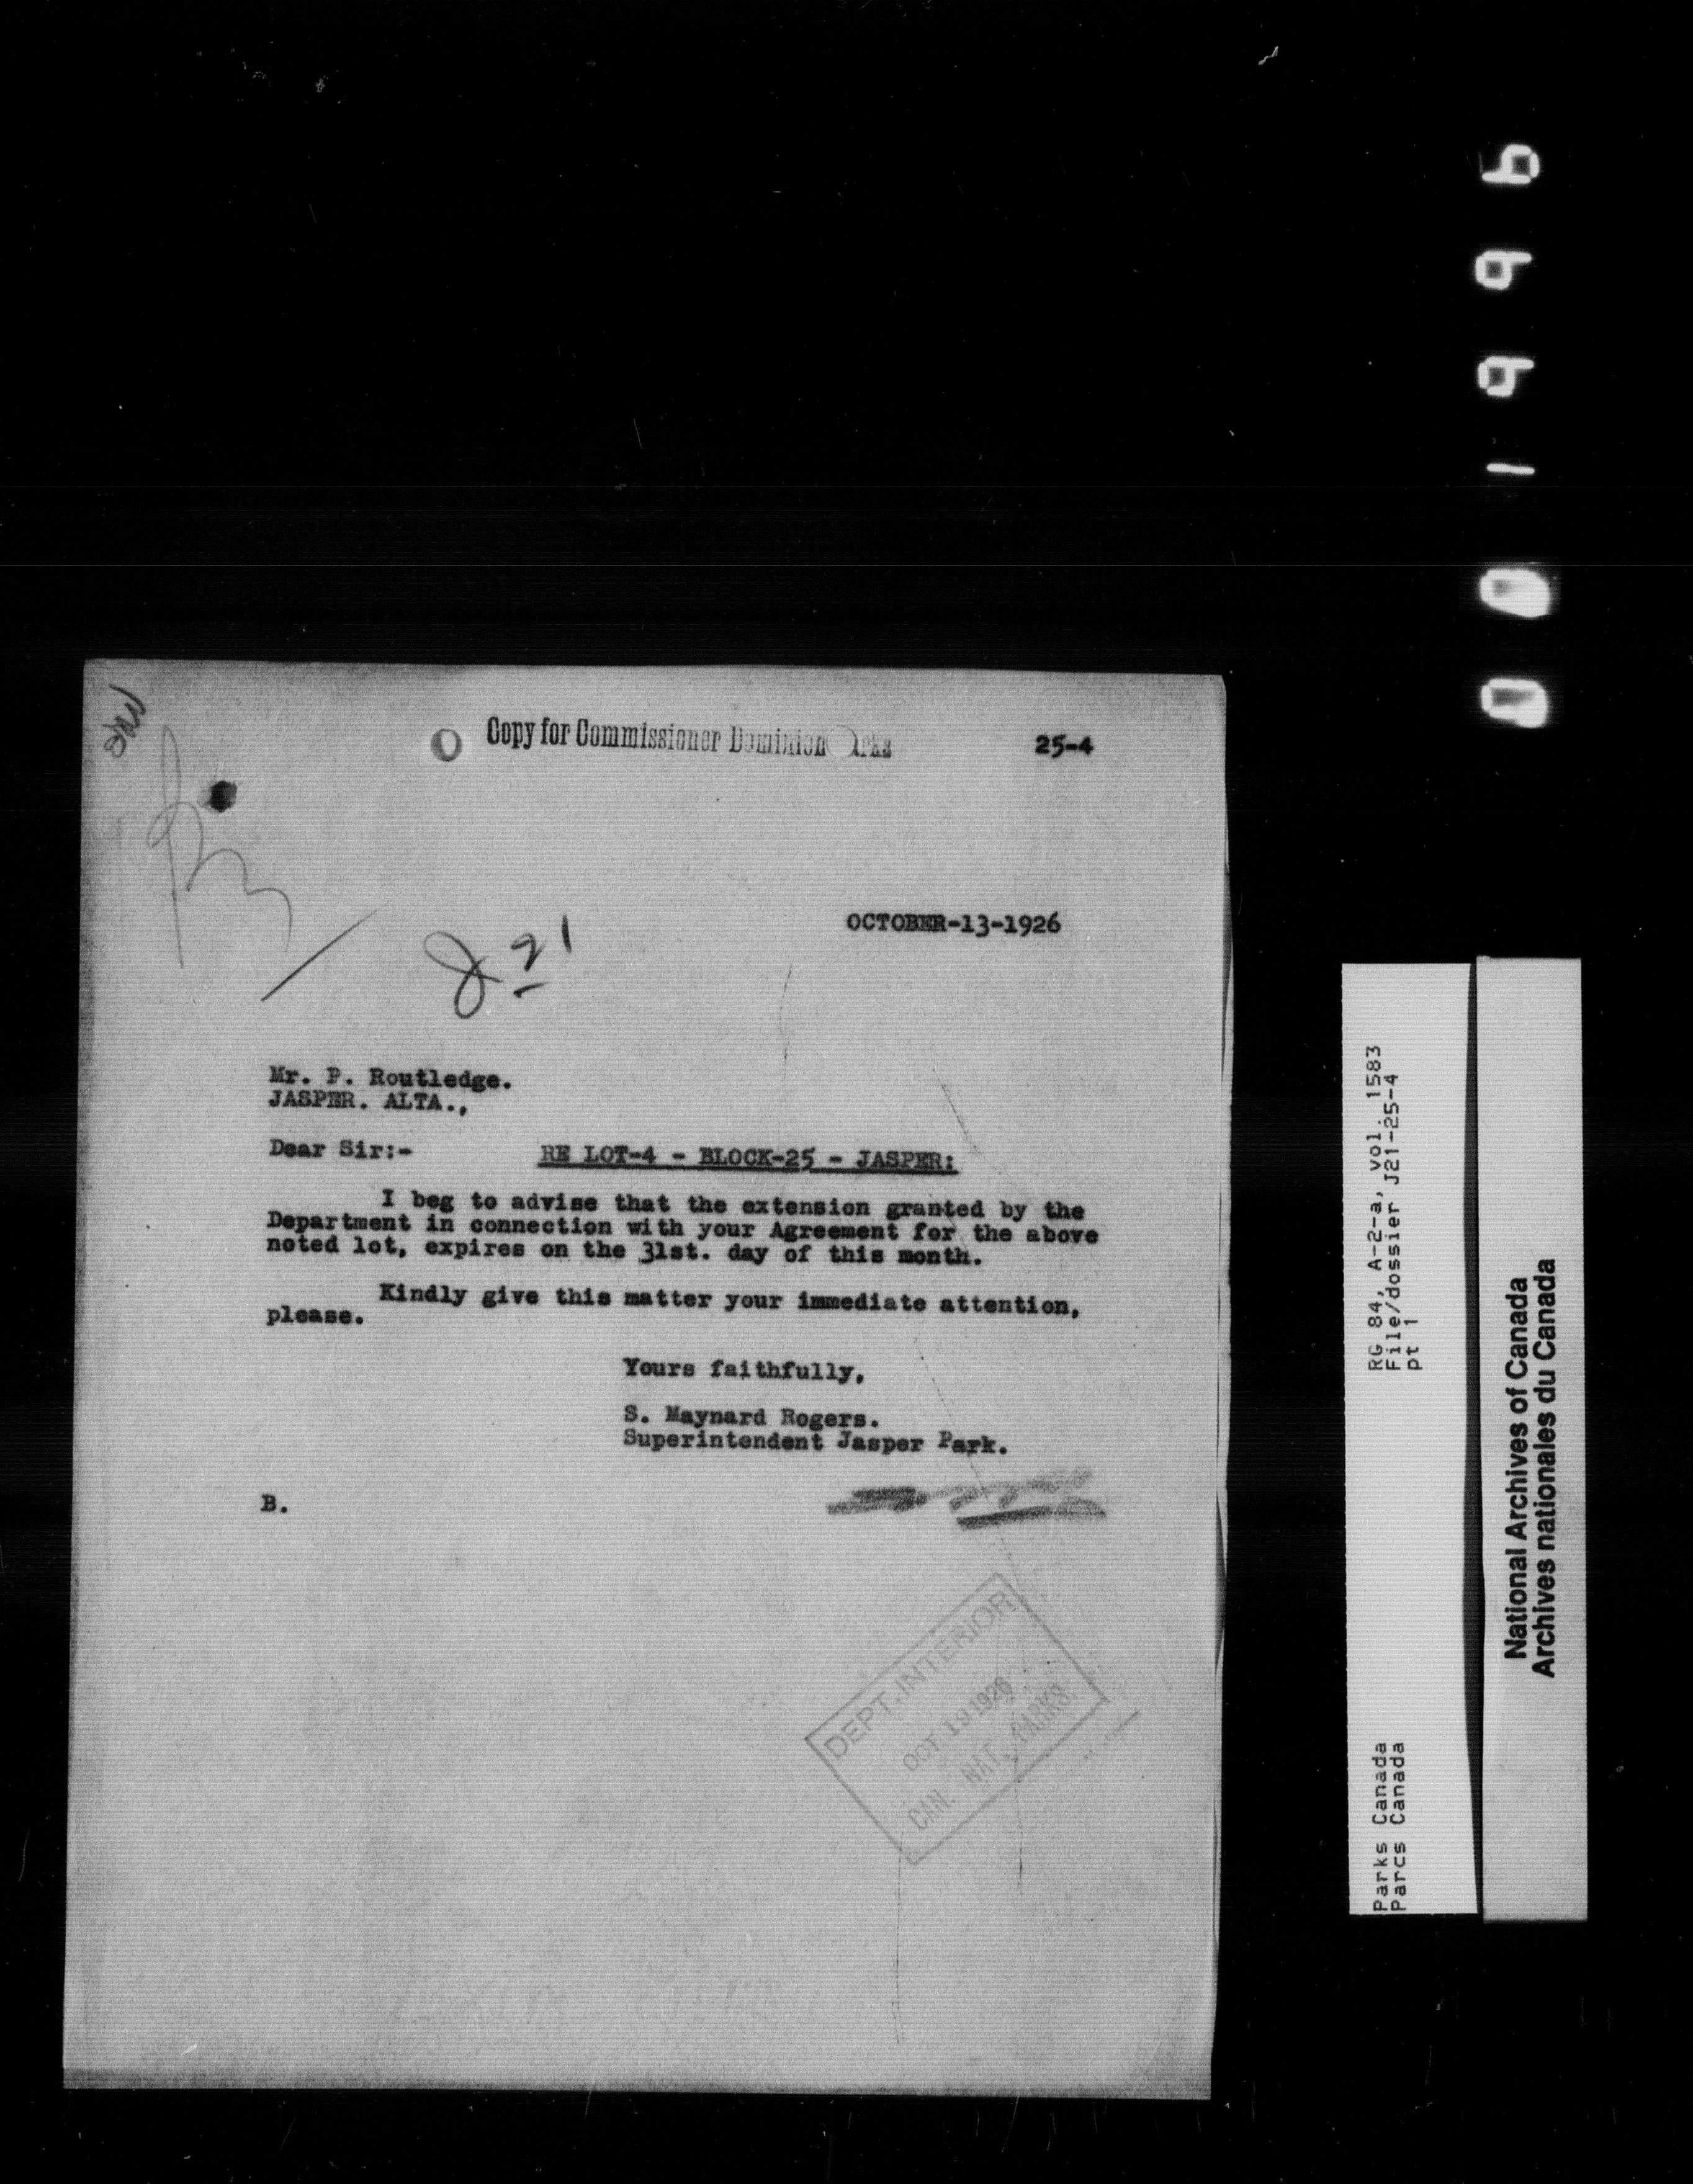 Copy for Commissioner Dominion Parks
25-4
OCTOBER-13-1926
J 21
Mr. P. Routledge.
JASPER. ALTA.,
Dear Sir:-
RE LOT-4 - BLOCK-25 - JASPER:
I beg to advise that the extension granted by the
Department in connection with your Agreement for the above
noted lot, expires on the 31st. day of this month.
Kindly give this matter your immediate attention,
please.
Yours faithfully,
S. Maynard Rogers.
Superintendent Jasper Park.
B.
DEPT. INTERIOR
OCT 19 1926
CAN. NAT. PARKS.
RG 84, A-2-a, vol. 1583
File/dossier J21-25-4
pt 1
Parks Canada
Parcs Canada
National Archives of Canada
Archives nationales du Canada